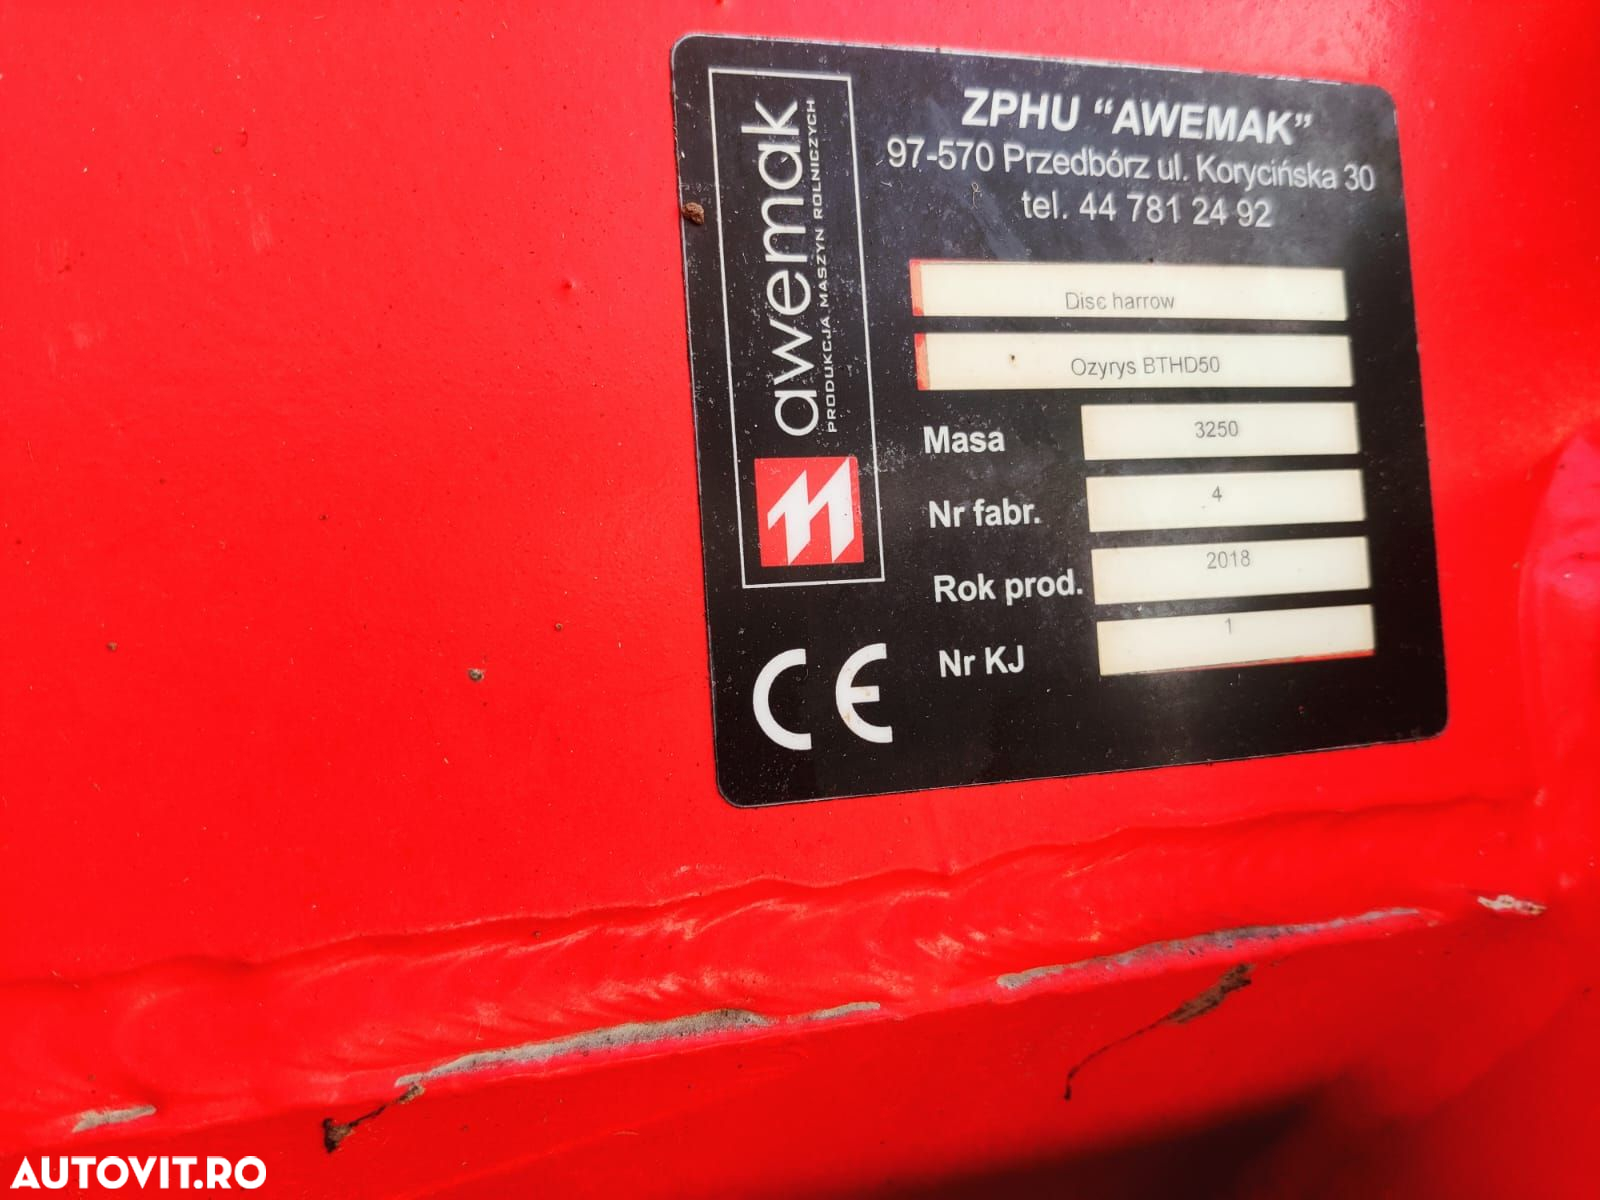 awemak
PRODUKCJA MASZYN ROLNICZYCH
ZPHU “AWEMAK”
97-570 Przedbórz ul. Korycińska 30
tel. 44 781 24 92
Disc harrow
Ozyrys BTHD50
Masa 3250
Nr fabr. 4
Rok prod. 2018
Nr KJ 1
CE
AUTOVIT.RO